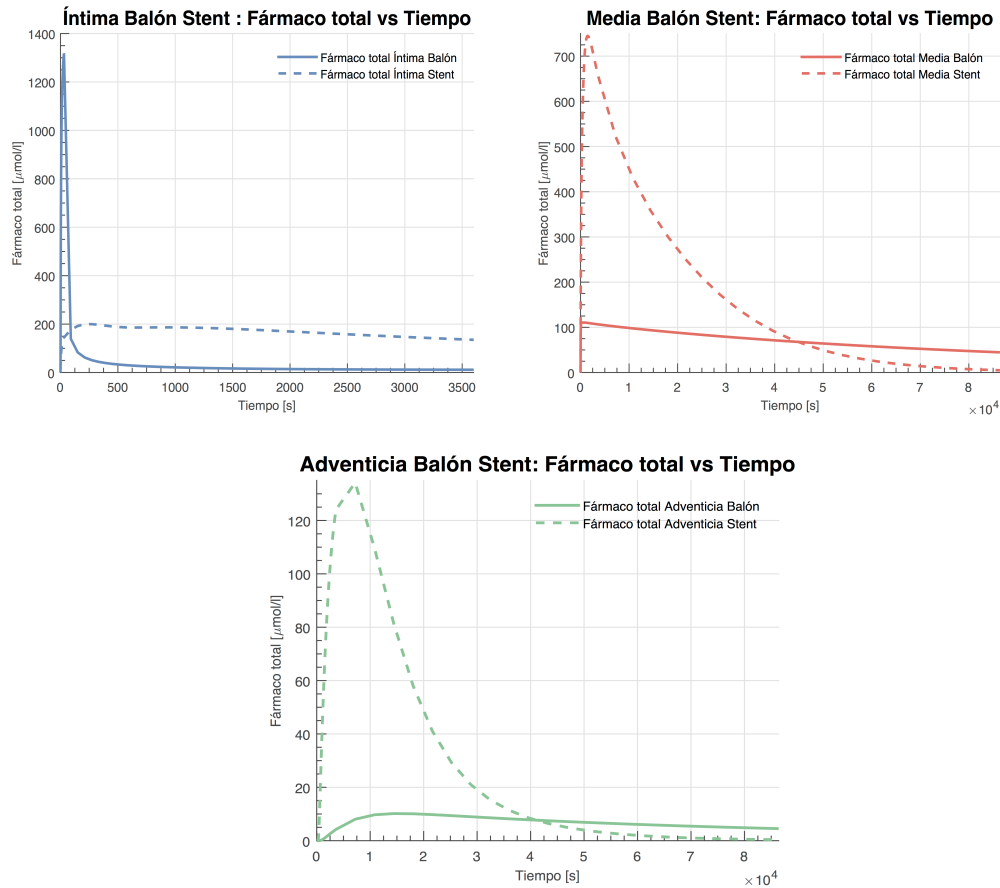 Íntima Balón Stent : Fármaco total vs Tiempo
Fármaco total Íntima Balón
Fármaco total Íntima Stent
Fármaco total [μmol/l]
1400
1200
1000
800
600
400
200
0
0 500 1000 1500 2000 2500 3000 3500
Tiempo [s]
Media Balón Stent: Fármaco total vs Tiempo
Fármaco total Media Balón
Fármaco total Media Stent
Fármaco total [μmol/l]
700
600
500
400
300
200
100
0
0 1 2 3 4 5 6 7 8
Tiempo [s]
×10⁴
Adventicia Balón Stent: Fármaco total vs Tiempo
Fármaco total Adventicia Balón
Fármaco total Adventicia Stent
Fármaco total [μmol/l]
120
100
80
60
40
20
0
0 1 2 3 4 5 6 7 8
Tiempo [s]
×10⁴